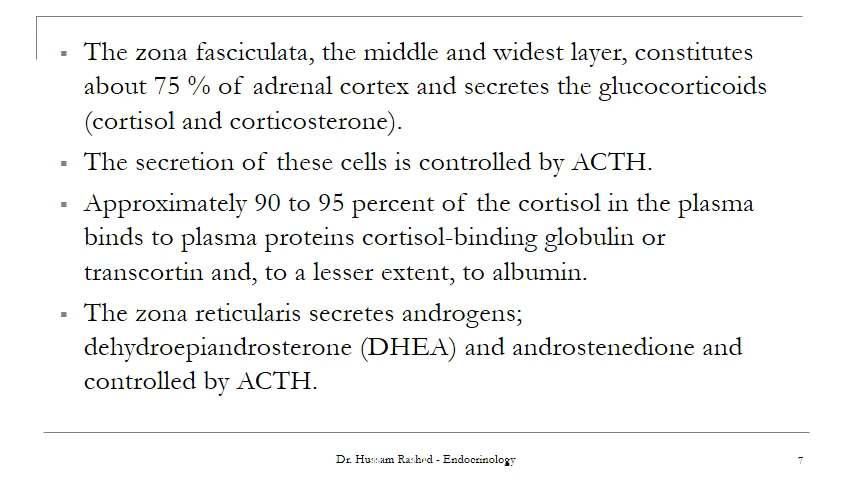 ▪ The zona fasciculata, the middle and widest layer, constitutes
about 75 % of adrenal cortex and secretes the glucocorticoids
(cortisol and corticosterone).
▪ The secretion of these cells is controlled by ACTH.
▪ Approximately 90 to 95 percent of the cortisol in the plasma
binds to plasma proteins cortisol-binding globulin or
transcortin and, to a lesser extent, to albumin.
▪ The zona reticularis secretes androgens;
dehydroepiandrosterone (DHEA) and androstenedione and
controlled by ACTH.
Dr. Hussam Rashed - Endocrinology
7